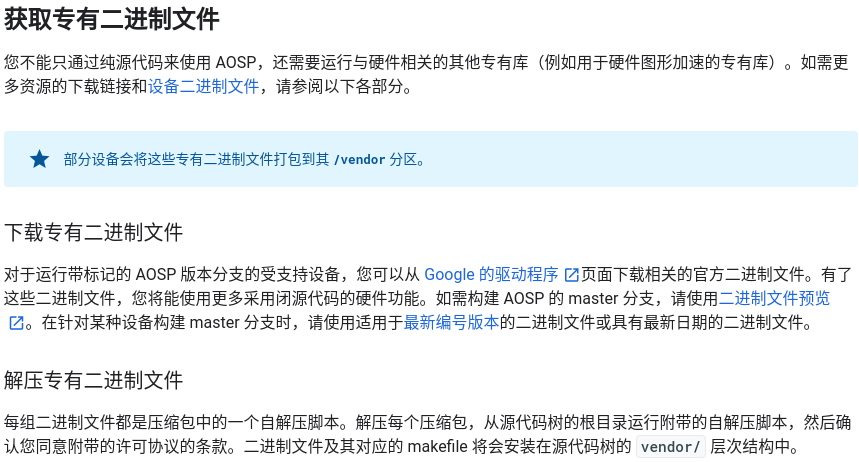 获取专有二进制文件
您不能只通过纯源代码来使用 AOSP，还需要运行与硬件相关的其他专有库（例如用于硬件图形加速的专有库）。如需更
多资源的下载链接和设备二进制文件，请参阅以下各部分。
部分设备会将这些专有二进制文件打包到其 /vendor 分区。
下载专有二进制文件
对于运行带标记的 AOSP 版本分支的受支持设备，您可以从 Google 的驱动程序 页面下载相关的官方二进制文件。有了
这些二进制文件，您将能使用更多采用闭源代码的硬件功能。如需构建 AOSP 的 master 分支，请使用二进制文件预览
。在针对某种设备构建 master 分支时，请使用适用于最新编号版本的二进制文件或具有最新日期的二进制文件。
解压专有二进制文件
每组二进制文件都是压缩包中的一个自解压脚本。解压每个压缩包，从源代码树的根目录运行附带的自解压脚本，然后确
认您同意附带的许可协议的条款。二进制文件及其对应的 makefile 将会安装在源代码树的 vendor/ 层次结构中。